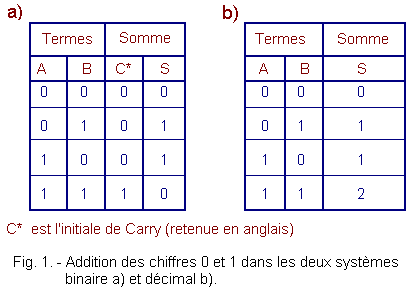 a)
Termes Somme
A B C* S
0 0 0 0
0 1 0 1
1 0 0 1
1 1 1 0
b)
Termes Somme
A B S
0 0 0
0 1 1
1 0 1
1 1 2
C* est l'initiale de Carry (retenue en anglais)
Fig. 1. - Addition des chiffres 0 et 1 dans les deux systèmes
binaire a) et décimal b).